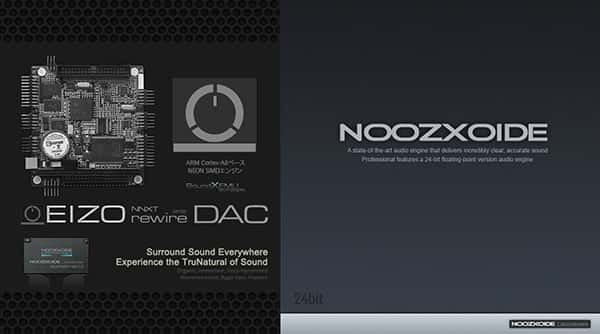 ARM Cortex-A8ベース
NEON SIMDエンジン
EIZO
rewire
DAC
NOOZXOIDE
Surround Sound Everywhere
Experience the TruNatural of Sound
NOOZXOIDE
A state-of-the-art audio engine that delivers incredibly clear, accurate sound
Professional features a 24-bit floating-point version audio engine
24bit
NOOZXOIDE